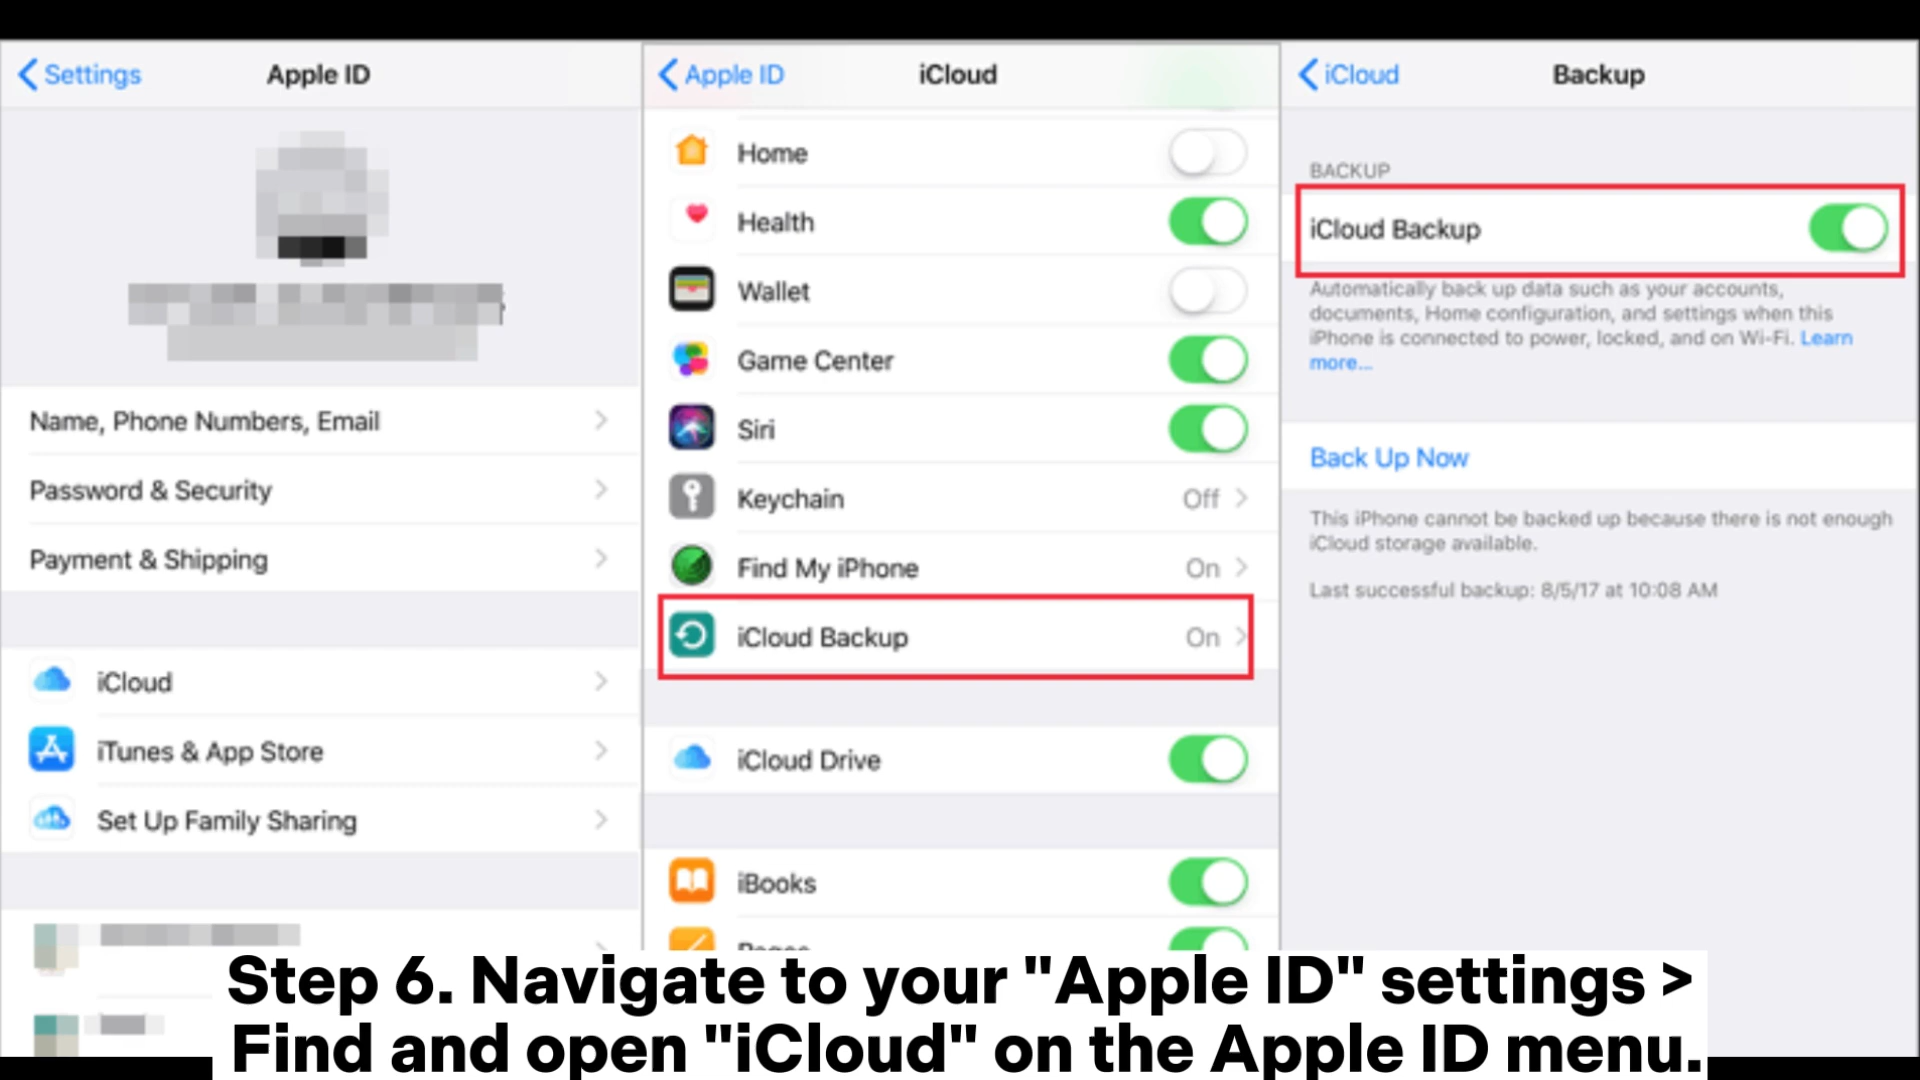 Settings
Apple ID
Name, Phone Numbers, Email
Password & Security
Payment & Shipping
iCloud
iTunes & App Store
Set Up Family Sharing
Apple ID
iCloud
Home
Health
Wallet
Game Center
Siri
Keychain Off
Find My iPhone On
iCloud Backup On
iCloud Drive
iBooks
Pages
iCloud
Backup
BACKUP
iCloud Backup
Automatically back up data such as your accounts,
documents, Home configuration, and settings when this
iPhone is connected to power, locked, and on Wi-Fi. Learn
more...
Back Up Now
This iPhone cannot be backed up because there is not enough
iCloud storage available.
Last successful backup: 8/5/17 at 10:08 AM
Step 6. Navigate to your "Apple ID" settings >
Find and open "iCloud" on the Apple ID menu.